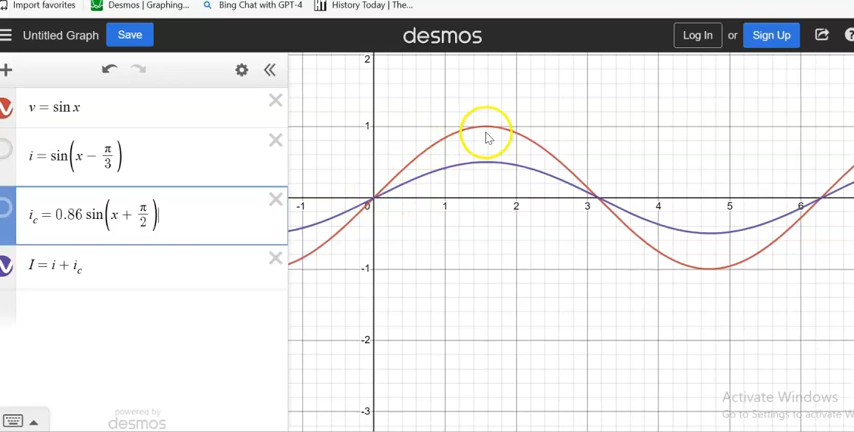 Import favorites
Desmos | Graphing...
Bing Chat with GPT-4
History Today | The...
Untitled Graph
Save
desmos
Log In
or
Sign Up
v = sin x
i = sin(x − π/3)
i_c = 0.86 sin(x + π/2)
I = i + i_c
powered by
desmos
2
1
-1 0 1 2 3 4 5 6
-1
-2
-3
Activate Windows
Go to Settings to activate W